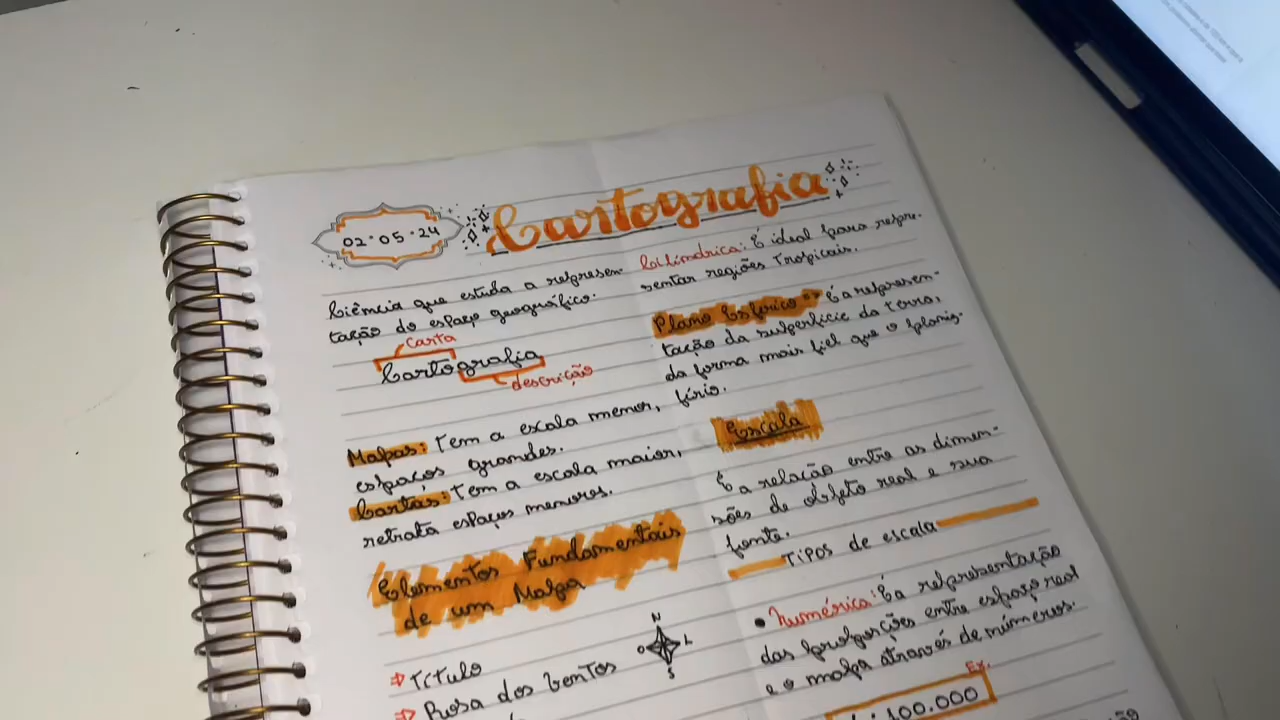 Cartografia
02.05.24
Ciência que estuda a represen-
tação do espaço geográfico.
Carta
Cartografia
descrição
Mapas: Tem a exala menor,
espaços grandes.
Cartas: Tem a escala maior,
retrata espaços menores.
Elementos Fundamentais
de um Mapa
⇒ Título
⇒ Rosa dos Ventos
N
O L
S
Cilíndrica: É ideal para repre-
sentar regiões Tropicais.
Plano Esférico => É a represen-
tação da superfície da terra,
da forma mais fiel que o planis-
fério.
Escala
É a relação entre as dimen-
sões de objeto real e sua
fonte.
Tipos de escala
• Numérica: É a representação
das proporções entre espaço real
e o mapa através de números.
Ex.
: 100.000